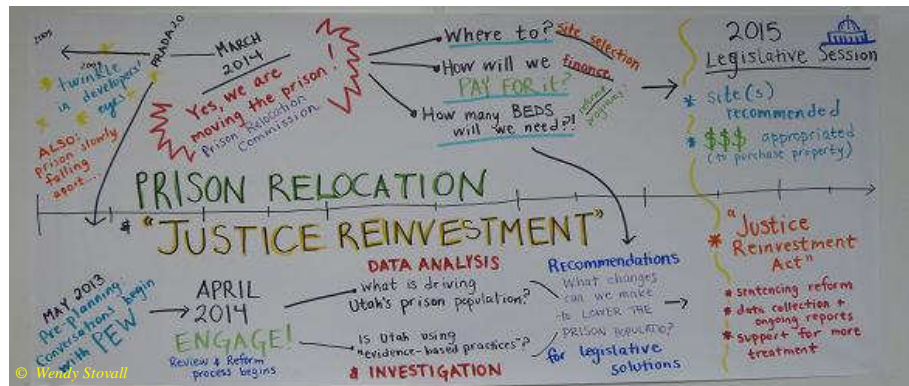 2005
PRADA 2.0
MARCH
2014
"twinkle
in developers'
eyes"
ALSO:
prison slowly
falling
apart...
Yes, we are
moving the prison!
Prison Relocation
Commission
Where to?
site selection
How will we
PAY FOR it?
finance
How many BEDS
will we need?!
2015
Legislative Session
* site(s)
recommended
* $$$ appropriated
(to purchase property)
PRISON RELOCATION
& "JUSTICE REINVESTMENT"
MAY 2013
Pre-planning
Conversations begin
with PEW
APRIL
2014
ENGAGE!
Review & Reform
process begins
DATA ANALYSIS
what is driving
Utah's prison population?
Is Utah using
"evidence-based practices"?
& INVESTIGATION
Recommendations
What changes
can we make
to LOWER THE
PRISON POPULATIO?
for legislative
solutions
* "Justice
Reinvestment
Act"
* sentencing reform
* data collection +
ongoing reports
* support for more
treatment
© Wendy Stovall